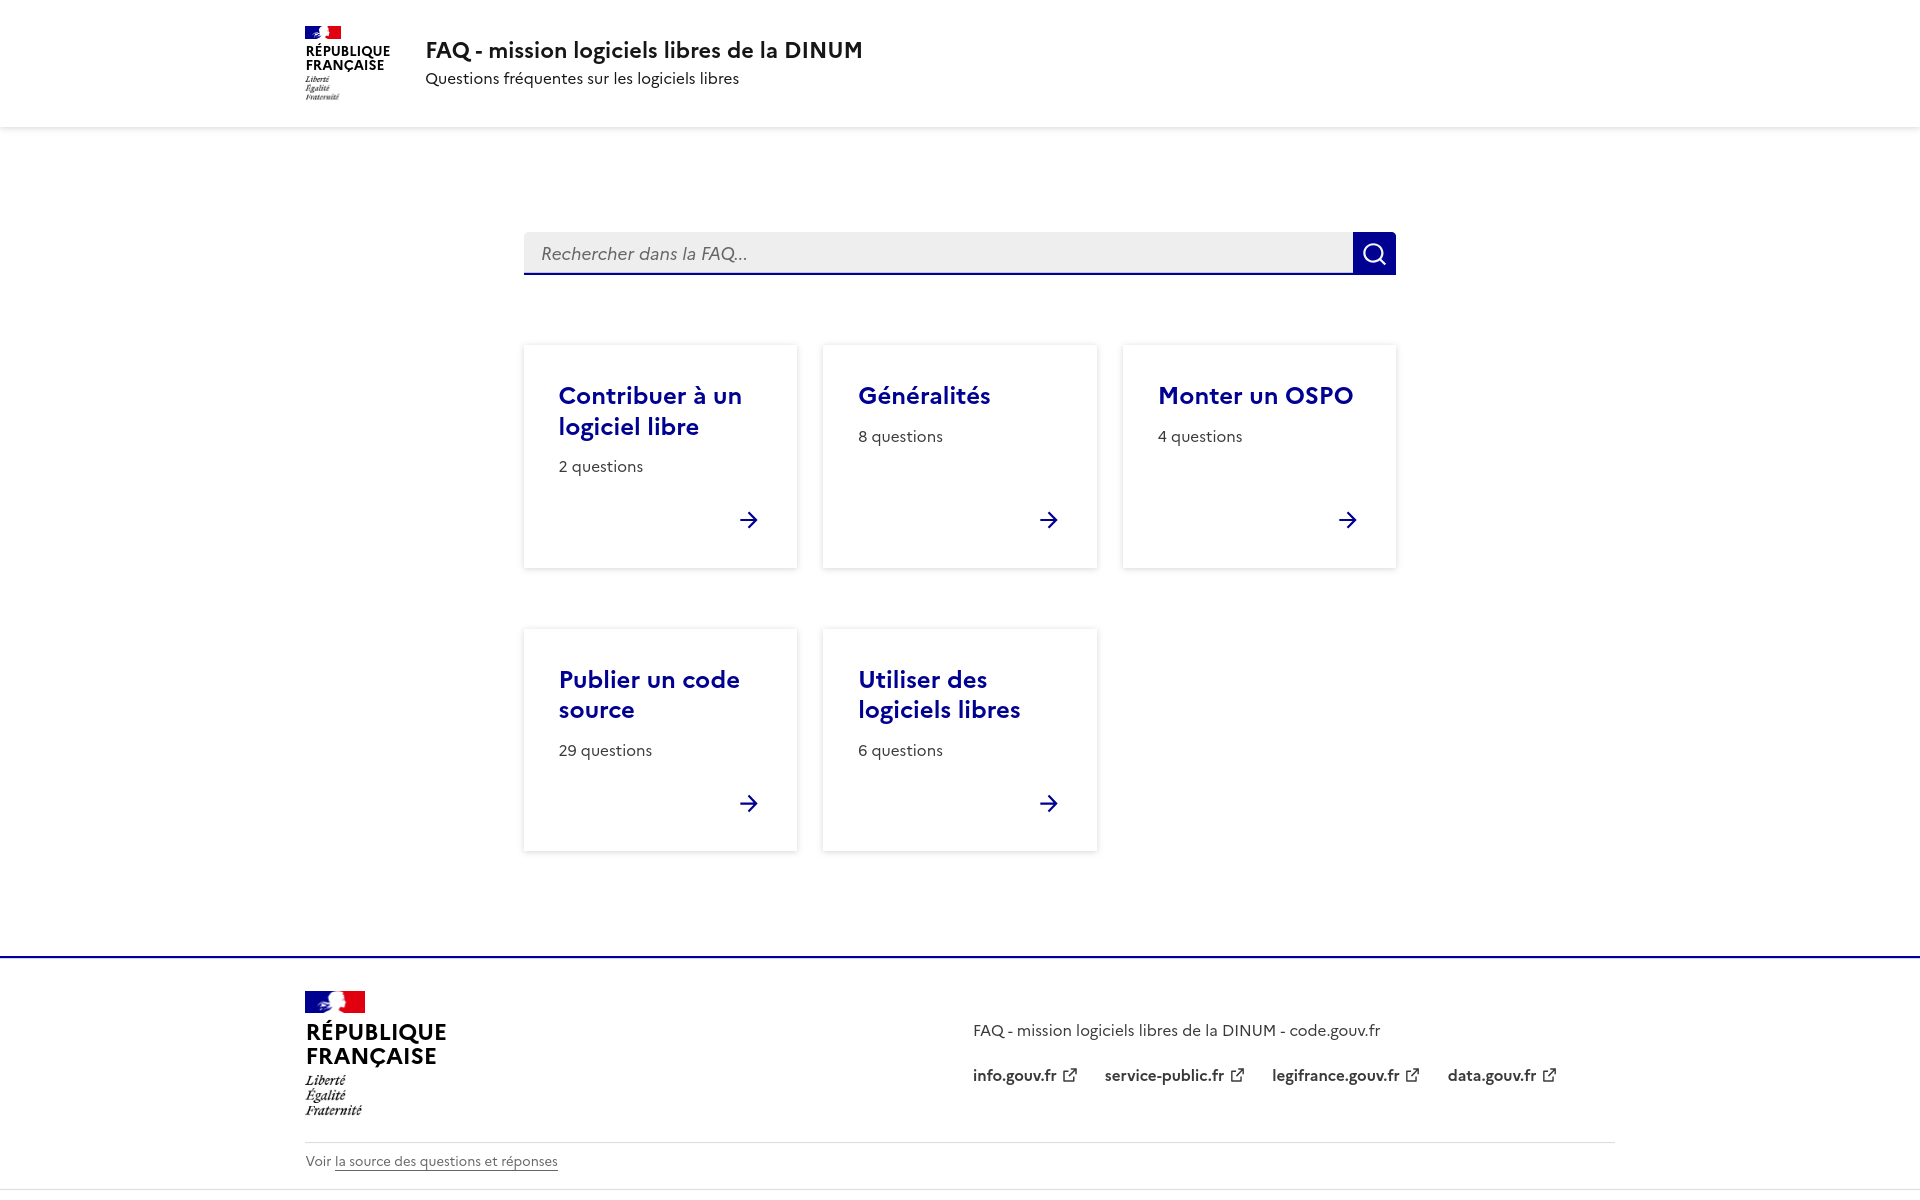 RÉPUBLIQUE
FRANÇAISE
Liberté
Égalité
Fraternité
FAQ - mission logiciels libres de la DINUM
Questions fréquentes sur les logiciels libres
Rechercher dans la FAQ...
Contribuer à un
logiciel libre
2 questions
Généralités
8 questions
Monter un OSPO
4 questions
Publier un code
source
29 questions
Utiliser des
logiciels libres
6 questions
RÉPUBLIQUE
FRANÇAISE
Liberté
Égalité
Fraternité
FAQ - mission logiciels libres de la DINUM - code.gouv.fr
info.gouv.fr service-public.fr legifrance.gouv.fr data.gouv.fr
Voir la source des questions et réponses